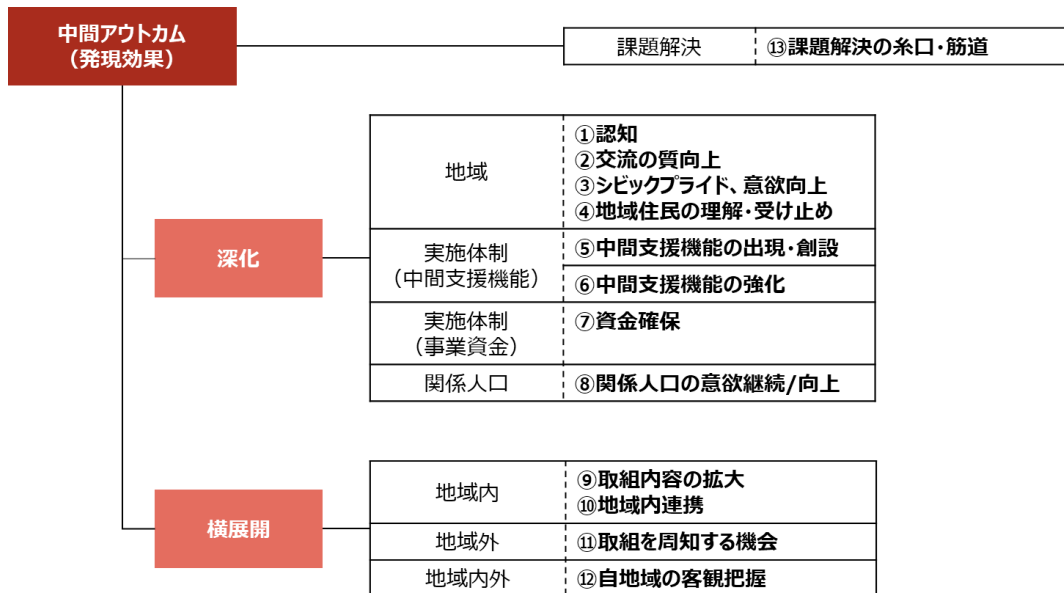 中間アウトカム
（発現効果）
課題解決
⑬課題解決の糸口・筋道
深化
地域
①認知
②交流の質向上
③シビックプライド、意欲向上
④地域住民の理解・受け止め
実施体制
（中間支援機能）
⑤中間支援機能の出現・創設
⑥中間支援機能の強化
実施体制
（事業資金）
⑦資金確保
関係人口
⑧関係人口の意欲継続/向上
横展開
地域内
⑨取組内容の拡大
⑩地域内連携
地域外
⑪取組を周知する機会
地域内外
⑫自地域の客観把握